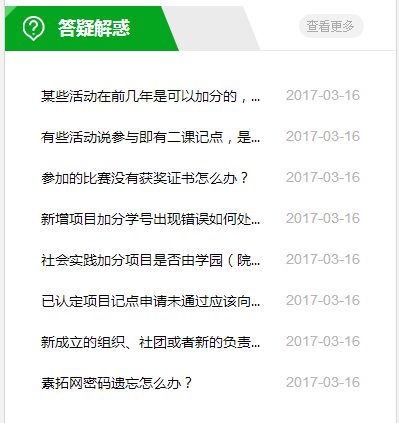 答疑解惑
查看更多
某些活动在前几年是可以加分的，... 2017-03-16
有些活动说参与即有二课记点，是... 2017-03-16
参加的比赛没有获奖证书怎么办？ 2017-03-16
新增项目加分学号出现错误如何处... 2017-03-16
社会实践加分项目是否由学园（院... 2017-03-16
已认定项目记点申请未通过应该向... 2017-03-16
新成立的组织、社团或者新的负责... 2017-03-16
素拓网密码遗忘怎么办？ 2017-03-16